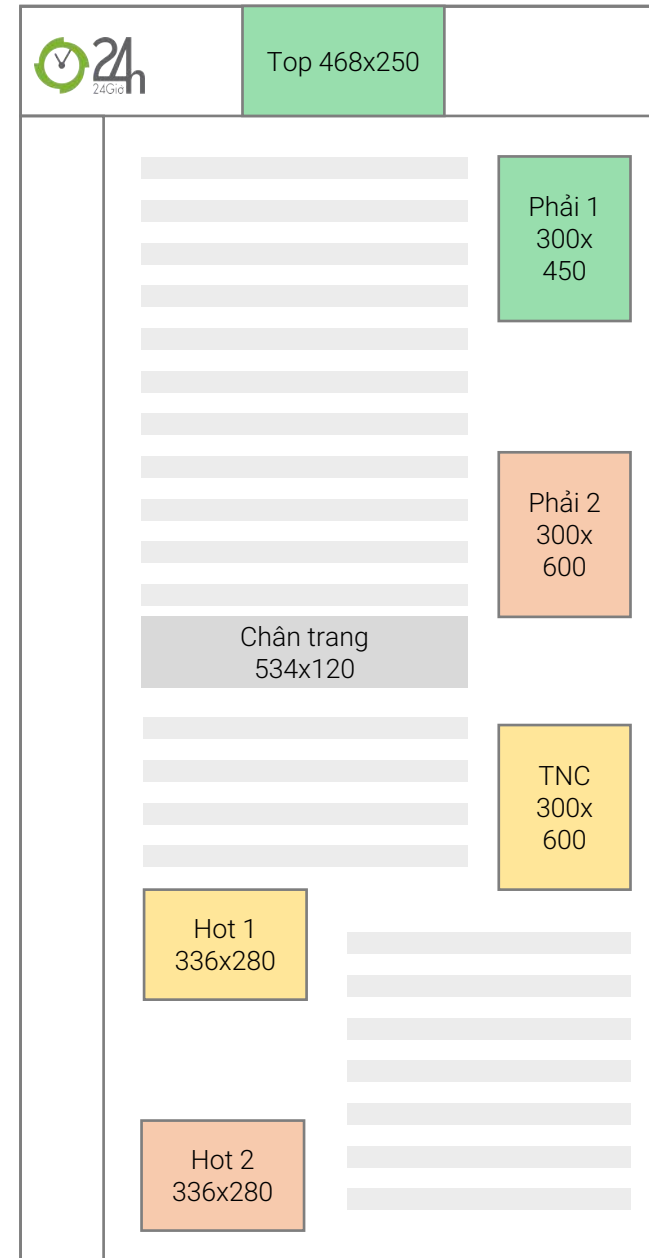 24h
24Giờ
Top 468x250
Phải 1
300x
450
Phải 2
300x
600
Chân trang
534x120
TNC
300x
600
Hot 1
336x280
Hot 2
336x280